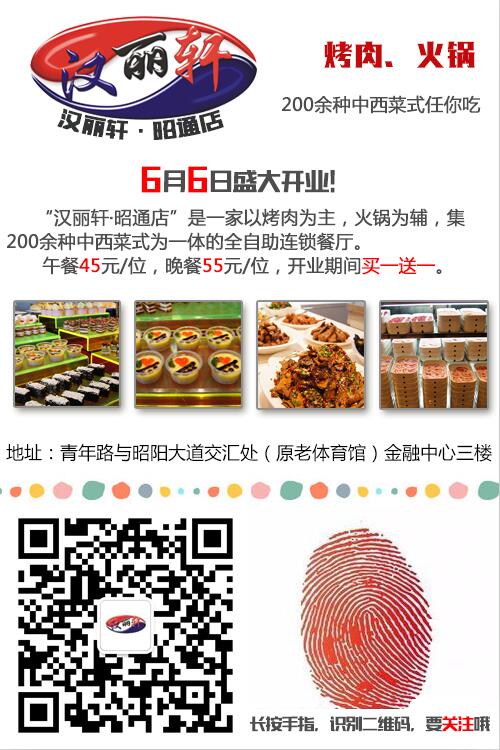 汉丽轩
汉丽轩·昭通店
烤肉、火锅
200余种中西菜式任你吃
6月6日盛大开业!
“汉丽轩·昭通店”是一家以烤肉为主，火锅为辅，集
200余种中西菜式为一体的全自助连锁餐厅。
午餐45元/位，晚餐55元/位，开业期间买一送一。
地址：青年路与昭阳大道交汇处（原老体育馆）金融中心三楼
汉丽轩
长按手指，识别二维码，要关注哦